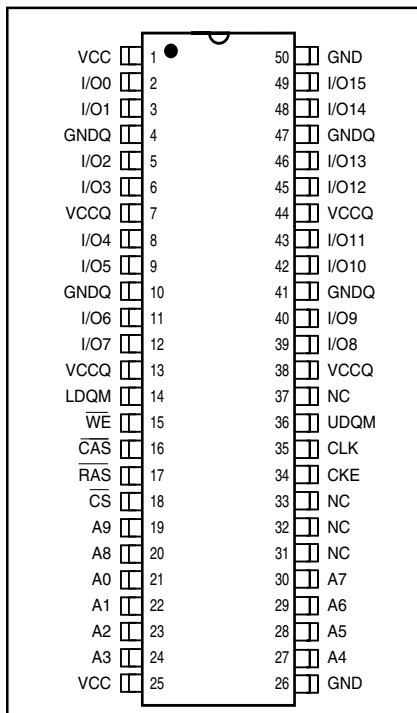 VCC 1 50 GND
I/O0 2 49 I/O15
I/O1 3 48 I/O14
GNDQ 4 47 GNDQ
I/O2 5 46 I/O13
I/O3 6 45 I/O12
VCCQ 7 44 VCCQ
I/O4 8 43 I/O11
I/O5 9 42 I/O10
GNDQ 10 41 GNDQ
I/O6 11 40 I/O9
I/O7 12 39 I/O8
VCCQ 13 38 VCCQ
LDQM 14 37 NC
W̅E̅ 15 36 UDQM
C̅A̅S̅ 16 35 CLK
R̅A̅S̅ 17 34 CKE
C̅S̅ 18 33 NC
A9 19 32 NC
A8 20 31 NC
A0 21 30 A7
A1 22 29 A6
A2 23 28 A5
A3 24 27 A4
VCC 25 26 GND